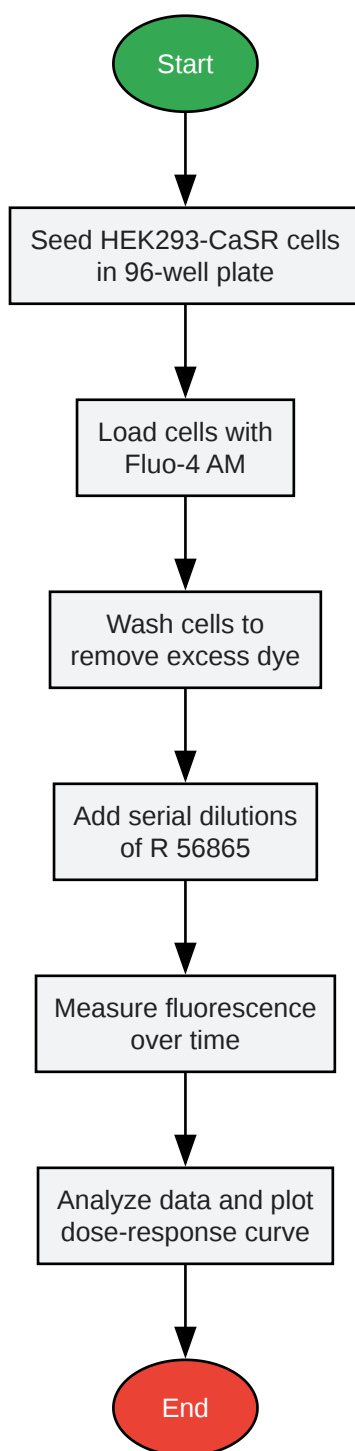 Start
Seed HEK293-CaSR cells
in 96-well plate
Load cells with
Fluo-4 AM
Wash cells to
remove excess dye
Add serial dilutions
of R 56865
Measure fluorescence
over time
Analyze data and plot
dose-response curve
End